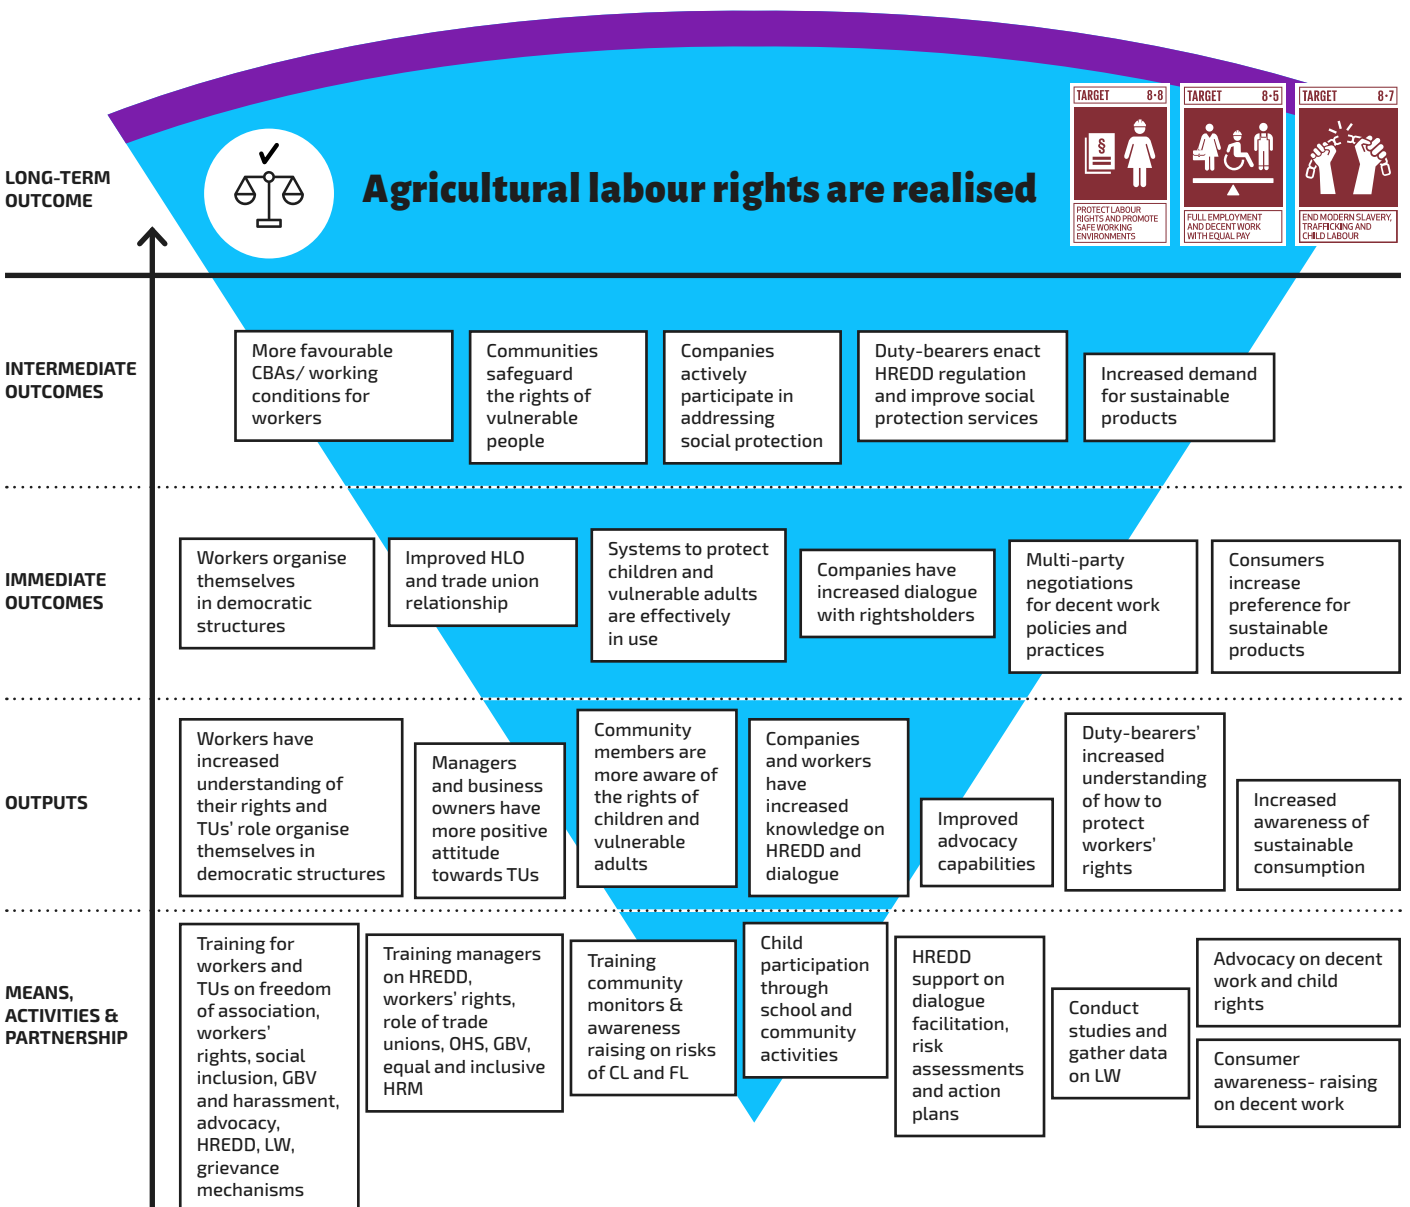 TARGET 8·8
PROTECT LABOUR
RIGHTS AND PROMOTE
SAFE WORKING
ENVIRONMENTS
TARGET 8·5
FULL EMPLOYMENT
AND DECENT WORK
WITH EQUAL PAY
TARGET 8·7
END MODERN SLAVERY,
TRAFFICKING AND
CHILD LABOUR
LONG-TERM
OUTCOME
Agricultural labour rights are realised
INTERMEDIATE
OUTCOMES
More favourable
CBAs/ working
conditions for
workers
Communities
safeguard
the rights of
vulnerable
people
Companies
actively
participate in
addressing
social protection
Duty-bearers enact
HREDD regulation
and improve social
protection services
Increased demand
for sustainable
products
IMMEDIATE
OUTCOMES
Workers organise
themselves
in democratic
structures
Improved HLO
and trade union
relationship
Systems to protect
children and
vulnerable adults
are effectively
in use
Companies have
increased dialogue
with rightsholders
Multi-party
negotiations
for decent work
policies and
practices
Consumers
increase
preference for
sustainable
products
OUTPUTS
Workers have
increased
understanding of
their rights and
TUs’ role organise
themselves in
democratic structures
Managers
and business
owners have
more positive
attitude
towards TUs
Community
members are
more aware of
the rights of
children and
vulnerable
adults
Companies
and workers
have
increased
knowledge on
HREDD and
dialogue
Improved
advocacy
capabilities
Duty-bearers’
increased
understanding
of how to
protect
workers’
rights
Increased
awareness of
sustainable
consumption
MEANS,
ACTIVITIES &
PARTNERSHIP
Training for
workers and
TUs on freedom
of association,
workers’
rights, social
inclusion, GBV
and harassment,
advocacy,
HREDD, LW,
grievance
mechanisms
Training managers
on HREDD,
workers’ rights,
role of trade
unions, OHS, GBV,
equal and inclusive
HRM
Training
community
monitors &
awareness
raising on risks
of CL and FL
Child
participation
through
school and
community
activities
HREDD
support on
dialogue
facilitation,
risk
assessments
and action
plans
Conduct
studies and
gather data
on LW
Advocacy on decent
work and child
rights
Consumer
awareness- raising
on decent work
§